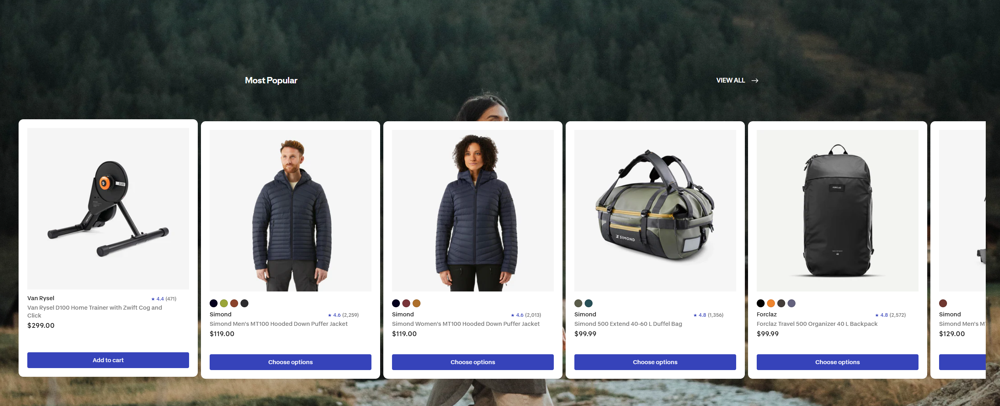 Most Popular
VIEW ALL
D100
Van Rysel
★ 4.4 (471)
Van Rysel D100 Home Trainer with Zwift Cog and
Click
$299.00
Add to cart
Simond
★ 4.6 (2,259)
Simond Men's MT100 Hooded Down Puffer Jacket
$119.00
Choose options
Simond
★ 4.6 (2,013)
Simond Women's MT100 Hooded Down Puffer Jacket
$119.00
Choose options
SIMOND
Simond
★ 4.8 (1,356)
Simond 500 Extend 40-60 L Duffel Bag
$99.99
Choose options
FORCLAZ
40
Forclaz
★ 4.8 (2,572)
Forclaz Travel 500 Organizer 40 L Backpack
$99.99
Choose options
Simond
Simond Men's M
$129.00